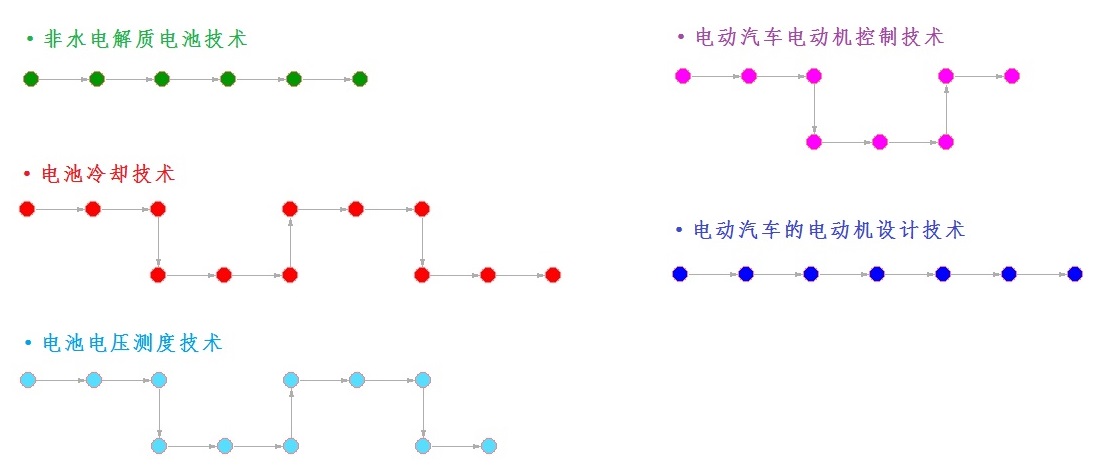 • 非水电解质电池技术
• 电池冷却技术
• 电池电压测度技术
• 电动汽车电动机控制技术
• 电动汽车的电动机设计技术